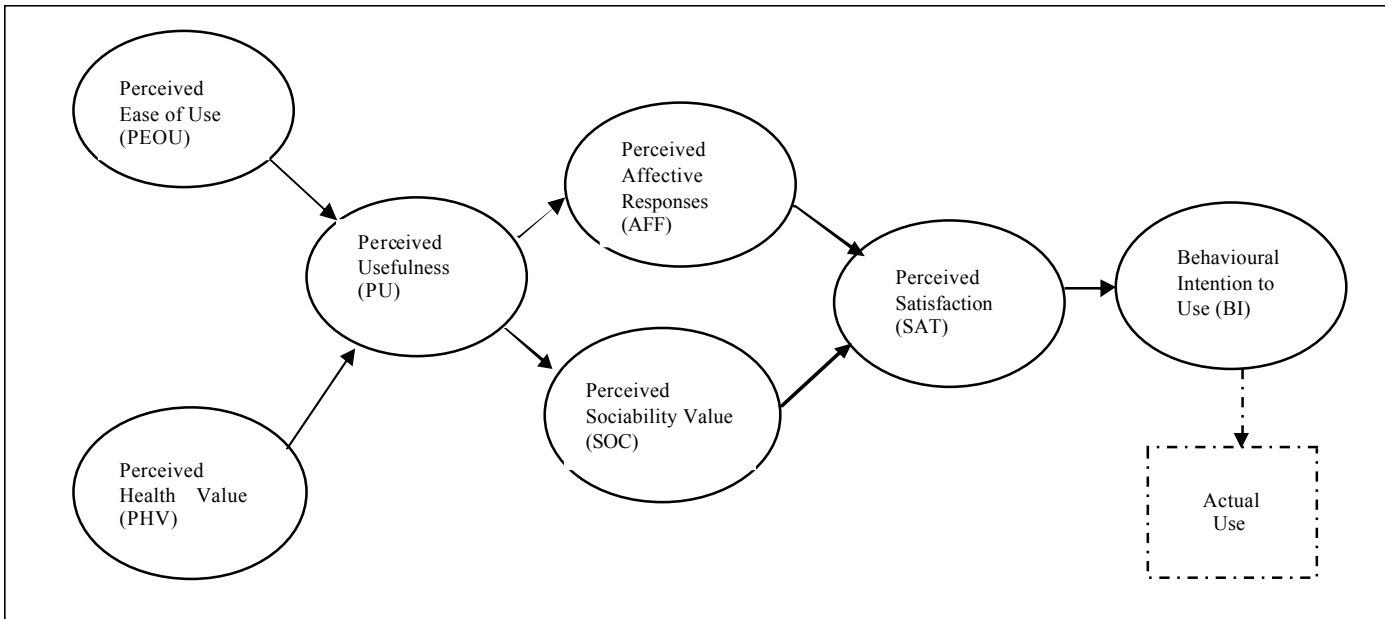 Perceived
Ease of Use
(PEOU)
Perceived
Health Value
(PHV)
Perceived
Usefulness
(PU)
Perceived
Affective
Responses
(AFF)
Perceived
Sociability Value
(SOC)
Perceived
Satisfaction
(SAT)
Behavioural
Intention to
Use (BI)
Actual
Use